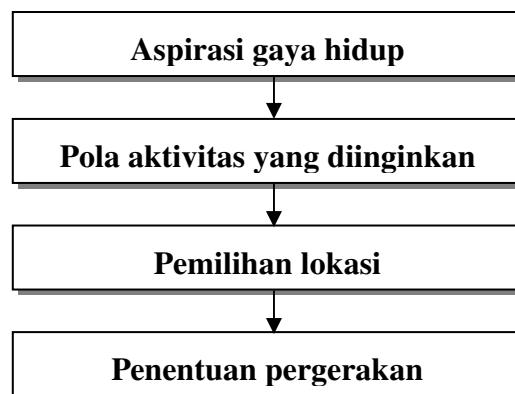 Aspirasi gaya hidup
Pola aktivitas yang diinginkan
Pemilihan lokasi
Penentuan pergerakan